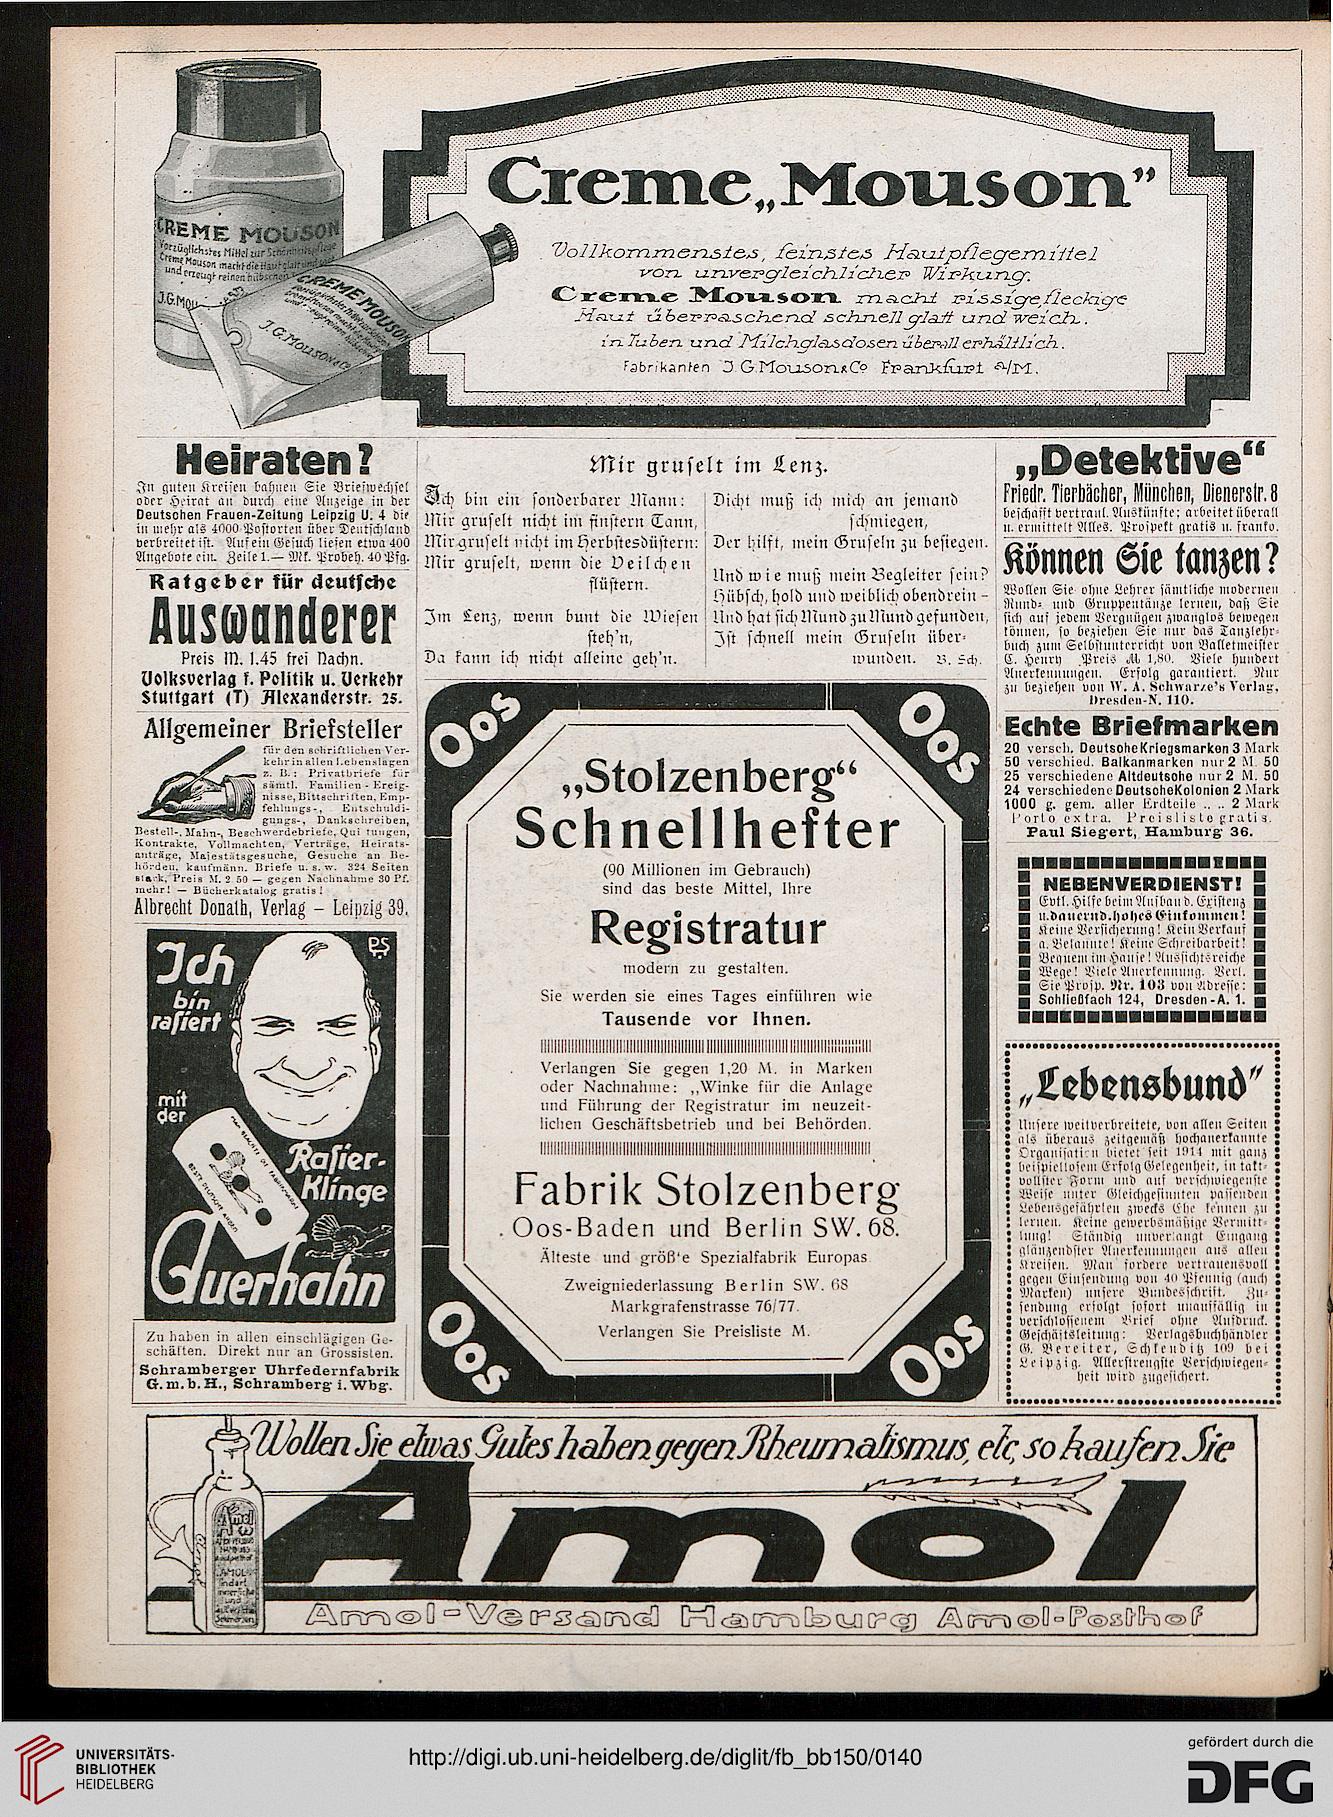 CREME MOUSON
Vorzüglichstes Mittel zur Schönheitspflege
Creme Mouson macht die Haut glatt und
und erzeugt reinen hübschen
J.G.MOU
CREME-MOUSON
J.G.MOUSON & Co
Creme „Mouson”
Vollkommenstes, feinstes Hautpflegemittel
von unvergleichlicher Wirkung.
Creme Mouson macht rissige, fleckige
Haut überraschend schnell glatt und weich.
in Tuben und Milchglasdosen überall erhältlich.
Fabrikanten J.G.Mouson & Co Frankfurt a/M.
Heiraten?
In guten Kreisen bahnen Sie Briefwechsel
oder Heirat an durch eine Anzeige in der
Deutschen Frauen-Zeitung Leipzig U. 4 die
in mehr als 4000 Postorten über Deutschland
verbreitet ist. Auf ein Gesuch liefen etwa 400
Angebote ein. Zeile 1.— Mk. Probeh. 40 Pfg.
Ratgeber für deutsche
Auswanderer
Preis M. 1.45 frei Nachn.
Volksverlag f. Politik u. Verkehr
Stuttgart (T) Alexanderstr. 25.
Allgemeiner Briefsteller
für den schriftlichen Ver-
kehr in allen Lebenslagen
z. B.: Privatbriefe für
sämtl. Familien-Ereig-
nisse, Bittschriften, Emp-
fehlungs-, Entschuldi-
gungs-, Dankschreiben,
Bestell-, Mahn-, Beschwerdebriefe, Quittungen,
Kontrakte, Vollmachten, Verträge, Heirats-
anträge, Majestätsgesuche, Gesuche an Be-
hörden, kaufmänn. Briefe u. s. w. 324 Seiten
stark, Preis M. 2.50 — gegen Nachnahme 30 Pf.
mehr! — Bücherkatalog gratis!
Albrecht Donath, Verlag – Leipzig 39.
Ich
bin
rasiert
P.S.
mit
der
MAN BEACHTE DIE FABRIKMARKE
BESTE DEUTSCHE ARBEIT
Rasier-
Klinge
Querhahn
Zu haben in allen einschlägigen Ge-
schäften. Direkt nur an Grossisten.
Schramberger Uhrfedernfabrik
G.m.b.H., Schramberg i. Wbg.
Mir gruselt im Lenz.
Ich bin ein sonderbarer Mann:
Mir gruselt nicht im finstern Tann,
Mir gruselt nicht im Herbstesdüstern:
Mir gruselt, wenn die Veilchen
flüstern.
Im Lenz, wenn bunt die Wiesen
steh'n,
Da kann ich nicht alleine geh'n.
Dicht muß ich mich an jemand
schmiegen,
Der hilft, mein Gruseln zu besiegen.
Und wie muß mein Begleiter sein?
Hübsch, hold und weiblich obendrein –
Und hat sich Mund zu Mund gefunden,
Ist schnell mein Gruseln über-
wunden. B. Sch.
Oos
Oos
„Stolzenberg“
Schnellhefter
(90 Millionen im Gebrauch)
sind das beste Mittel, Ihre
Registratur
modern zu gestalten.
Sie werden sie eines Tages einführen wie
Tausende vor Ihnen.
Verlangen Sie gegen 1,20 M. in Marken
oder Nachnahme: „Winke für die Anlage
und Führung der Registratur im neuzeit-
lichen Geschäftsbetrieb und bei Behörden.
Fabrik Stolzenberg
Oos-Baden und Berlin SW. 68.
Älteste und größte Spezialfabrik Europas
Zweigniederlassung Berlin SW. 68
Markgrafenstrasse 76/77.
Verlangen Sie Preisliste M.
Oos
Oos
„Detektive“
Friedr. Tierbächer, München, Dienerstr. 8
beschafft vertraul. Auskünfte; arbeitet überall
u. ermittelt Alles. Prospekt gratis u. franko.
Können Sie tanzen?
Wollen Sie ohne Lehrer sämtliche modernen
Rund- und Gruppentänze lernen, daß Sie
sich auf jedem Vergnügen zwanglos bewegen
können, so beziehen Sie nur das Tanzlehr-
buch zum Selbstunterricht von Balletmeister
C. Henry Preis M 1,80. Viele hundert
Anerkennungen. Erfolg garantiert. Nur
zu beziehen von W. A. Schwarze's Verlag,
Dresden-N. 110.
Echte Briefmarken
20 versch. Deutsche Kriegsmarken 3 Mark
50 verschied. Balkanmarken nur 2 M. 50
25 verschiedene Altdeutsche nur 2 M. 50
24 verschiedene Deutsche Kolonien 2 Mark
1000 g. gem. aller Erdteile .. .. 2 Mark
Porto extra. Preisliste gratis.
Paul Siegert, Hamburg 36.
NEBENVERDIENST!
Evtl. Hilfe beim Aufbau d. Existenz
u. dauernd. hohes Einkommen!
Keine Versicherung! Kein Verkauf
a. Bekannte! Keine Schreibarbeit!
Bequem im Hause! Aussichtsreiche
Wege! Viele Anerkennung. Verl.
Sie Prosp. Nr. 103 von Adresse:
Schließfach 124, Dresden-A. 1.
„Lebensbund”
Unsere weitverbreitete, von allen Seiten
als überaus zeitgemäß hochanerkannte
Organisation bietet seit 1914 mit ganz
beispiellosem Erfolg Gelegenheit, in takt-
vollster Form und auf verschwiegenste
Weise unter Gleichgesinnten passenden
Lebensgefährten zwecks Ehe kennen zu
lernen. Keine gewerbsmäßige Vermitt-
lung! Ständig unverlangt Eingang
glänzendster Anerkennungen aus allen
Kreisen. Man fordere vertrauensvoll
gegen Einsendung von 40 Pfennig (auch
Marken) unsere Bundesschrift. Zu-
sendung erfolgt sofort unauffällig in
verschlossenem Brief ohne Aufdruck.
Geschäftsleitung: Verlagsbuchhändler
G. Bereiter, Schkeuditz 109 bei
Leipzig. Allerstrengste Verschwiegen-
heit wird zugesichert.
Wollen Sie etwas Gutes haben gegen Rheumatismus, etc, so kaufen Sie
Amol
Amol
Amol-Versand Hamburg Amol-Posthof
UNIVERSITÄTS-
BIBLIOTHEK
HEIDELBERG
http://digi.ub.uni-heidelberg.de/diglit/fb_bb150/0140
gefördert durch die
DFG